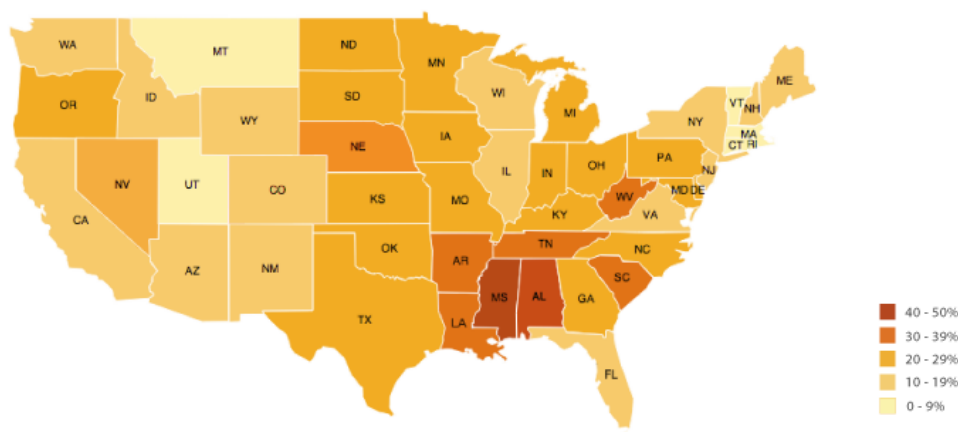 WA
MT
ND
MN
OR
ID
WY
SD
WI
MI
NY
VT
NH
ME
MA
CT RI
NE
IA
IL
IN
OH
PA
NJ
MD DE
NV
UT
CO
KS
MO
KY
WV
VA
CA
AZ
NM
OK
AR
TN
NC
SC
TX
LA
MS
AL
GA
FL
40 - 50%
30 - 39%
20 - 29%
10 - 19%
0 - 9%